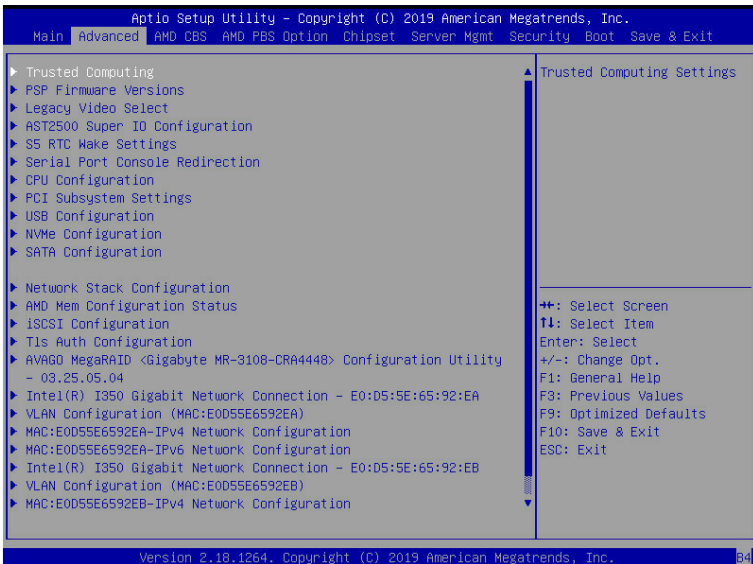 Aptio Setup Utility – Copyright (C) 2019 American Megatrends, Inc.
Main Advanced AMD CBS AMD PBS Option Chipset Server Mgmt Security Boot Save & Exit
Trusted Computing
PSP Firmware Versions
Legacy Video Select
AST2500 Super IO Configuration
S5 RTC Wake Settings
Serial Port Console Redirection
CPU Configuration
PCI Subsystem Settings
USB Configuration
NVMe Configuration
SATA Configuration
Network Stack Configuration
AMD Mem Configuration Status
iSCSI Configuration
Tls Auth Configuration
AVAGO MegaRAID <Gigabyte MR-3108-CRA4448> Configuration Utility
– 03.25.05.04
Intel(R) I350 Gigabit Network Connection – E0:D5:5E:65:92:EA
VLAN Configuration (MAC:E0D55E6592EA)
MAC:E0D55E6592EA-IPv4 Network Configuration
MAC:E0D55E6592EA-IPv6 Network Configuration
Intel(R) I350 Gigabit Network Connection – E0:D5:5E:65:92:EB
VLAN Configuration (MAC:E0D55E6592EB)
MAC:E0D55E6592EB-IPv4 Network Configuration
Trusted Computing Settings
→←: Select Screen
↑↓: Select Item
Enter: Select
+/-: Change Opt.
F1: General Help
F3: Previous Values
F9: Optimized Defaults
F10: Save & Exit
ESC: Exit
Version 2.18.1264. Copyright (C) 2019 American Megatrends, Inc.
B4